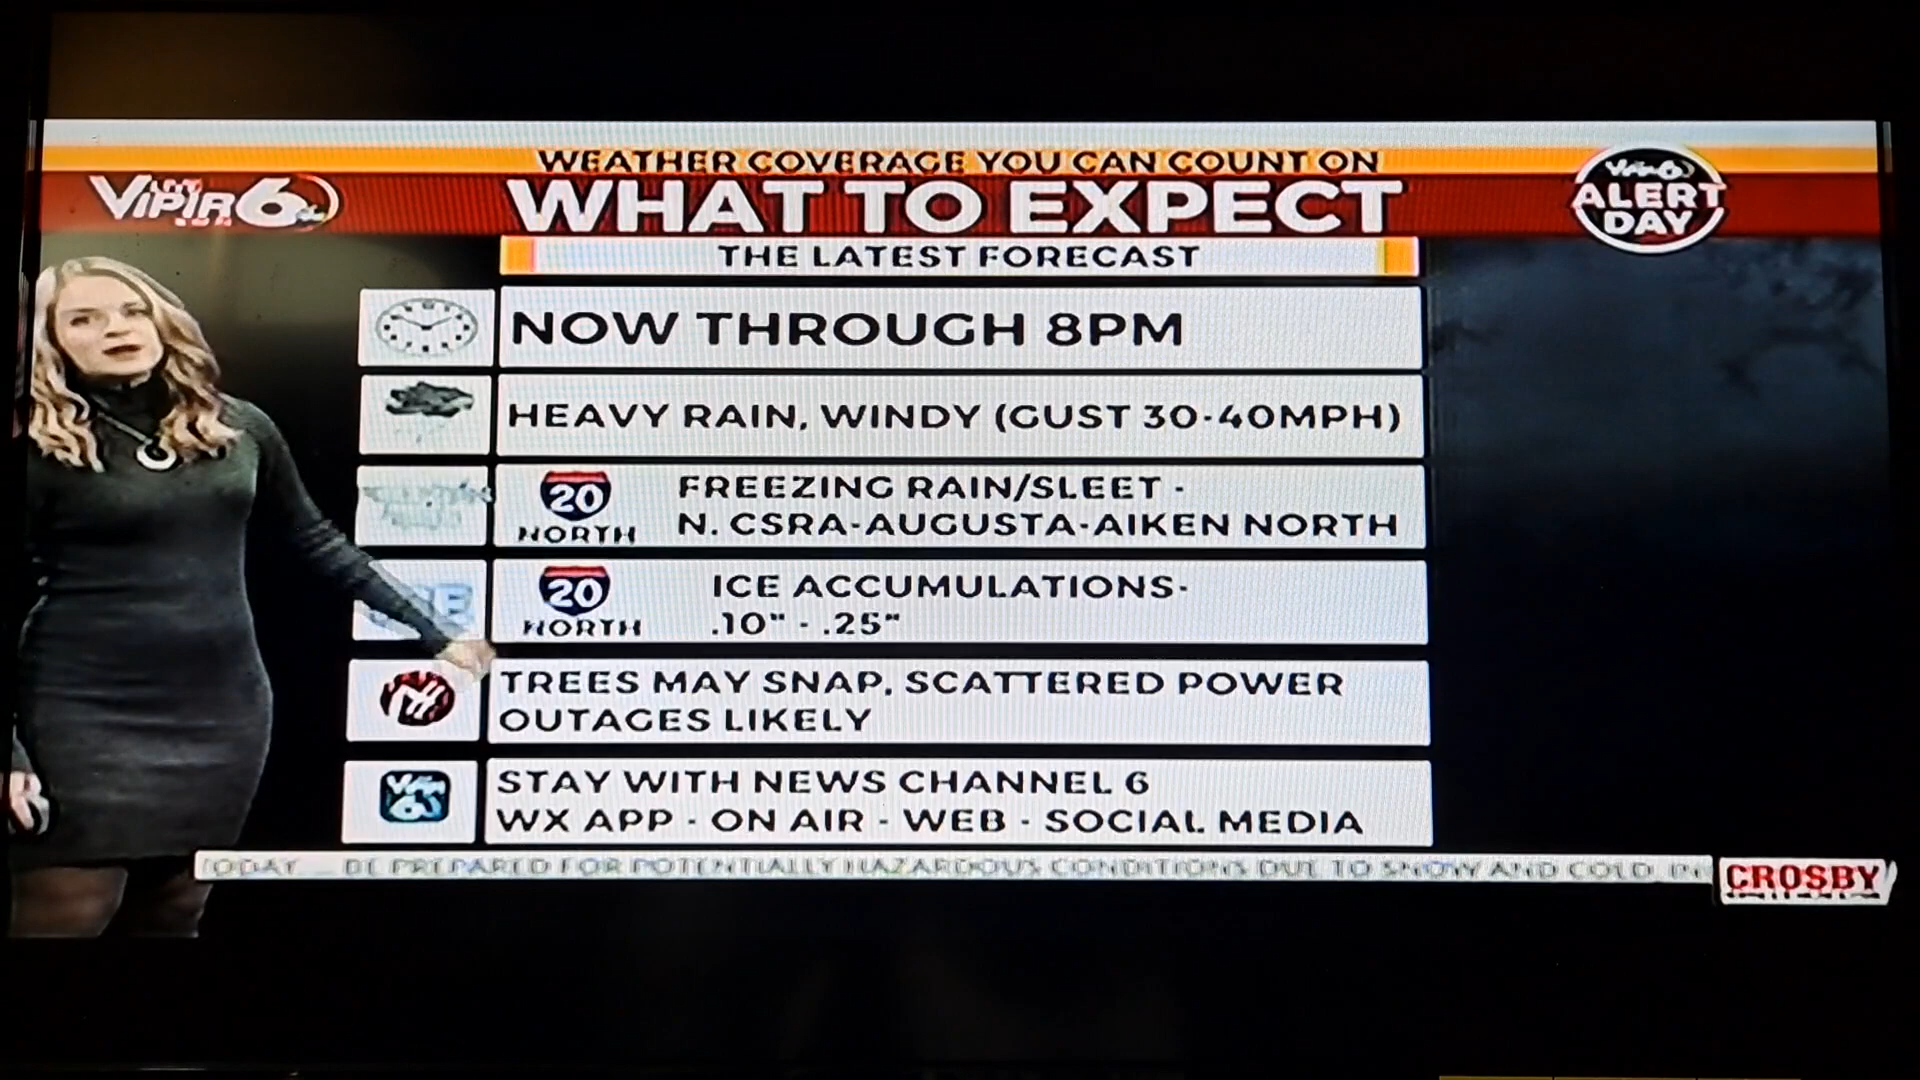 WEATHER COVERAGE YOU CAN COUNT ON
LIVE
VIPIR 6
WHAT TO EXPECT
ALERT
DAY
THE LATEST FORECAST
NOW THROUGH 8PM
HEAVY RAIN, WINDY (GUST 30-40MPH)
20
NORTH
FREEZING RAIN/SLEET -
N. CSRA-AUGUSTA-AIKEN NORTH
ICE
20
NORTH
ICE ACCUMULATIONS-
.10" - .25"
TREES MAY SNAP, SCATTERED POWER
OUTAGES LIKELY
STAY WITH NEWS CHANNEL 6
WX APP - ON AIR - WEB - SOCIAL MEDIA
TODAY BE PREPARED FOR POTENTIALLY HAZARDOUS CONDITIONS DUE TO SNOW AND COLD IN
CROSBY